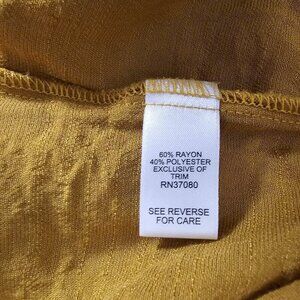 60% RAYON
40% POLYESTER
EXCLUSIVE OF
TRIM
RN37080
SEE REVERSE
FOR CARE